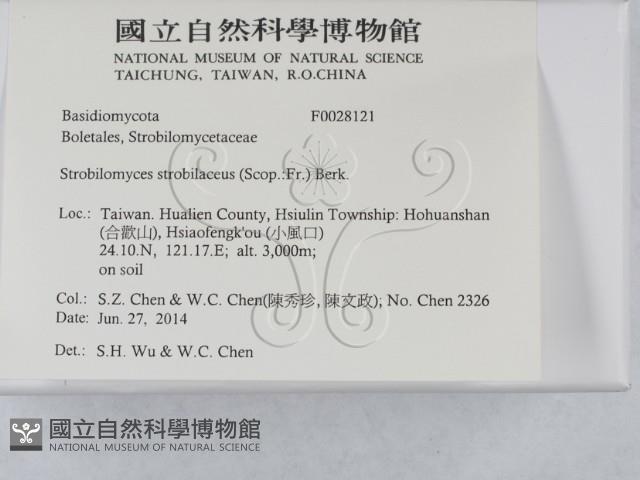 國立自然科學博物館
NATIONAL MUSEUM OF NATURAL SCIENCE
TAICHUNG, TAIWAN, R.O.CHINA
Basidiomycota F0028121
Boletales, Strobilomycetaceae
Strobilomyces strobilaceus (Scop.:Fr.) Berk.
Loc.: Taiwan. Hualien County, Hsiulin Township: Hohuanshan
(合歡山), Hsiaofengk'ou (小風口)
24.10.N, 121.17.E; alt. 3,000m;
on soil
Col.: S.Z. Chen & W.C. Chen(陳秀珍, 陳文政); No. Chen 2326
Date: Jun. 27, 2014
Det.: S.H. Wu & W.C. Chen
國立自然科學博物館
NATIONAL MUSEUM OF NATURAL SCIENCE